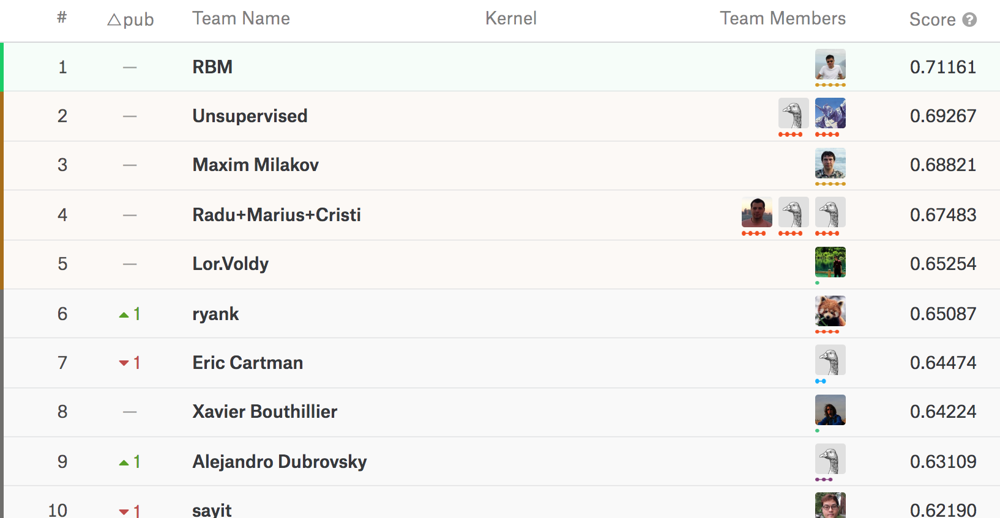 # △pub Team Name Kernel Team Members Score ?
1 — RBM 0.71161
2 — Unsupervised 0.69267
3 — Maxim Milakov 0.68821
4 — Radu+Marius+Cristi 0.67483
5 — Lor.Voldy 0.65254
6 ▲1 ryank 0.65087
7 ▼1 Eric Cartman 0.64474
8 — Xavier Bouthillier 0.64224
9 ▲1 Alejandro Dubrovsky 0.63109
10 ▼1 sayit 0.62190